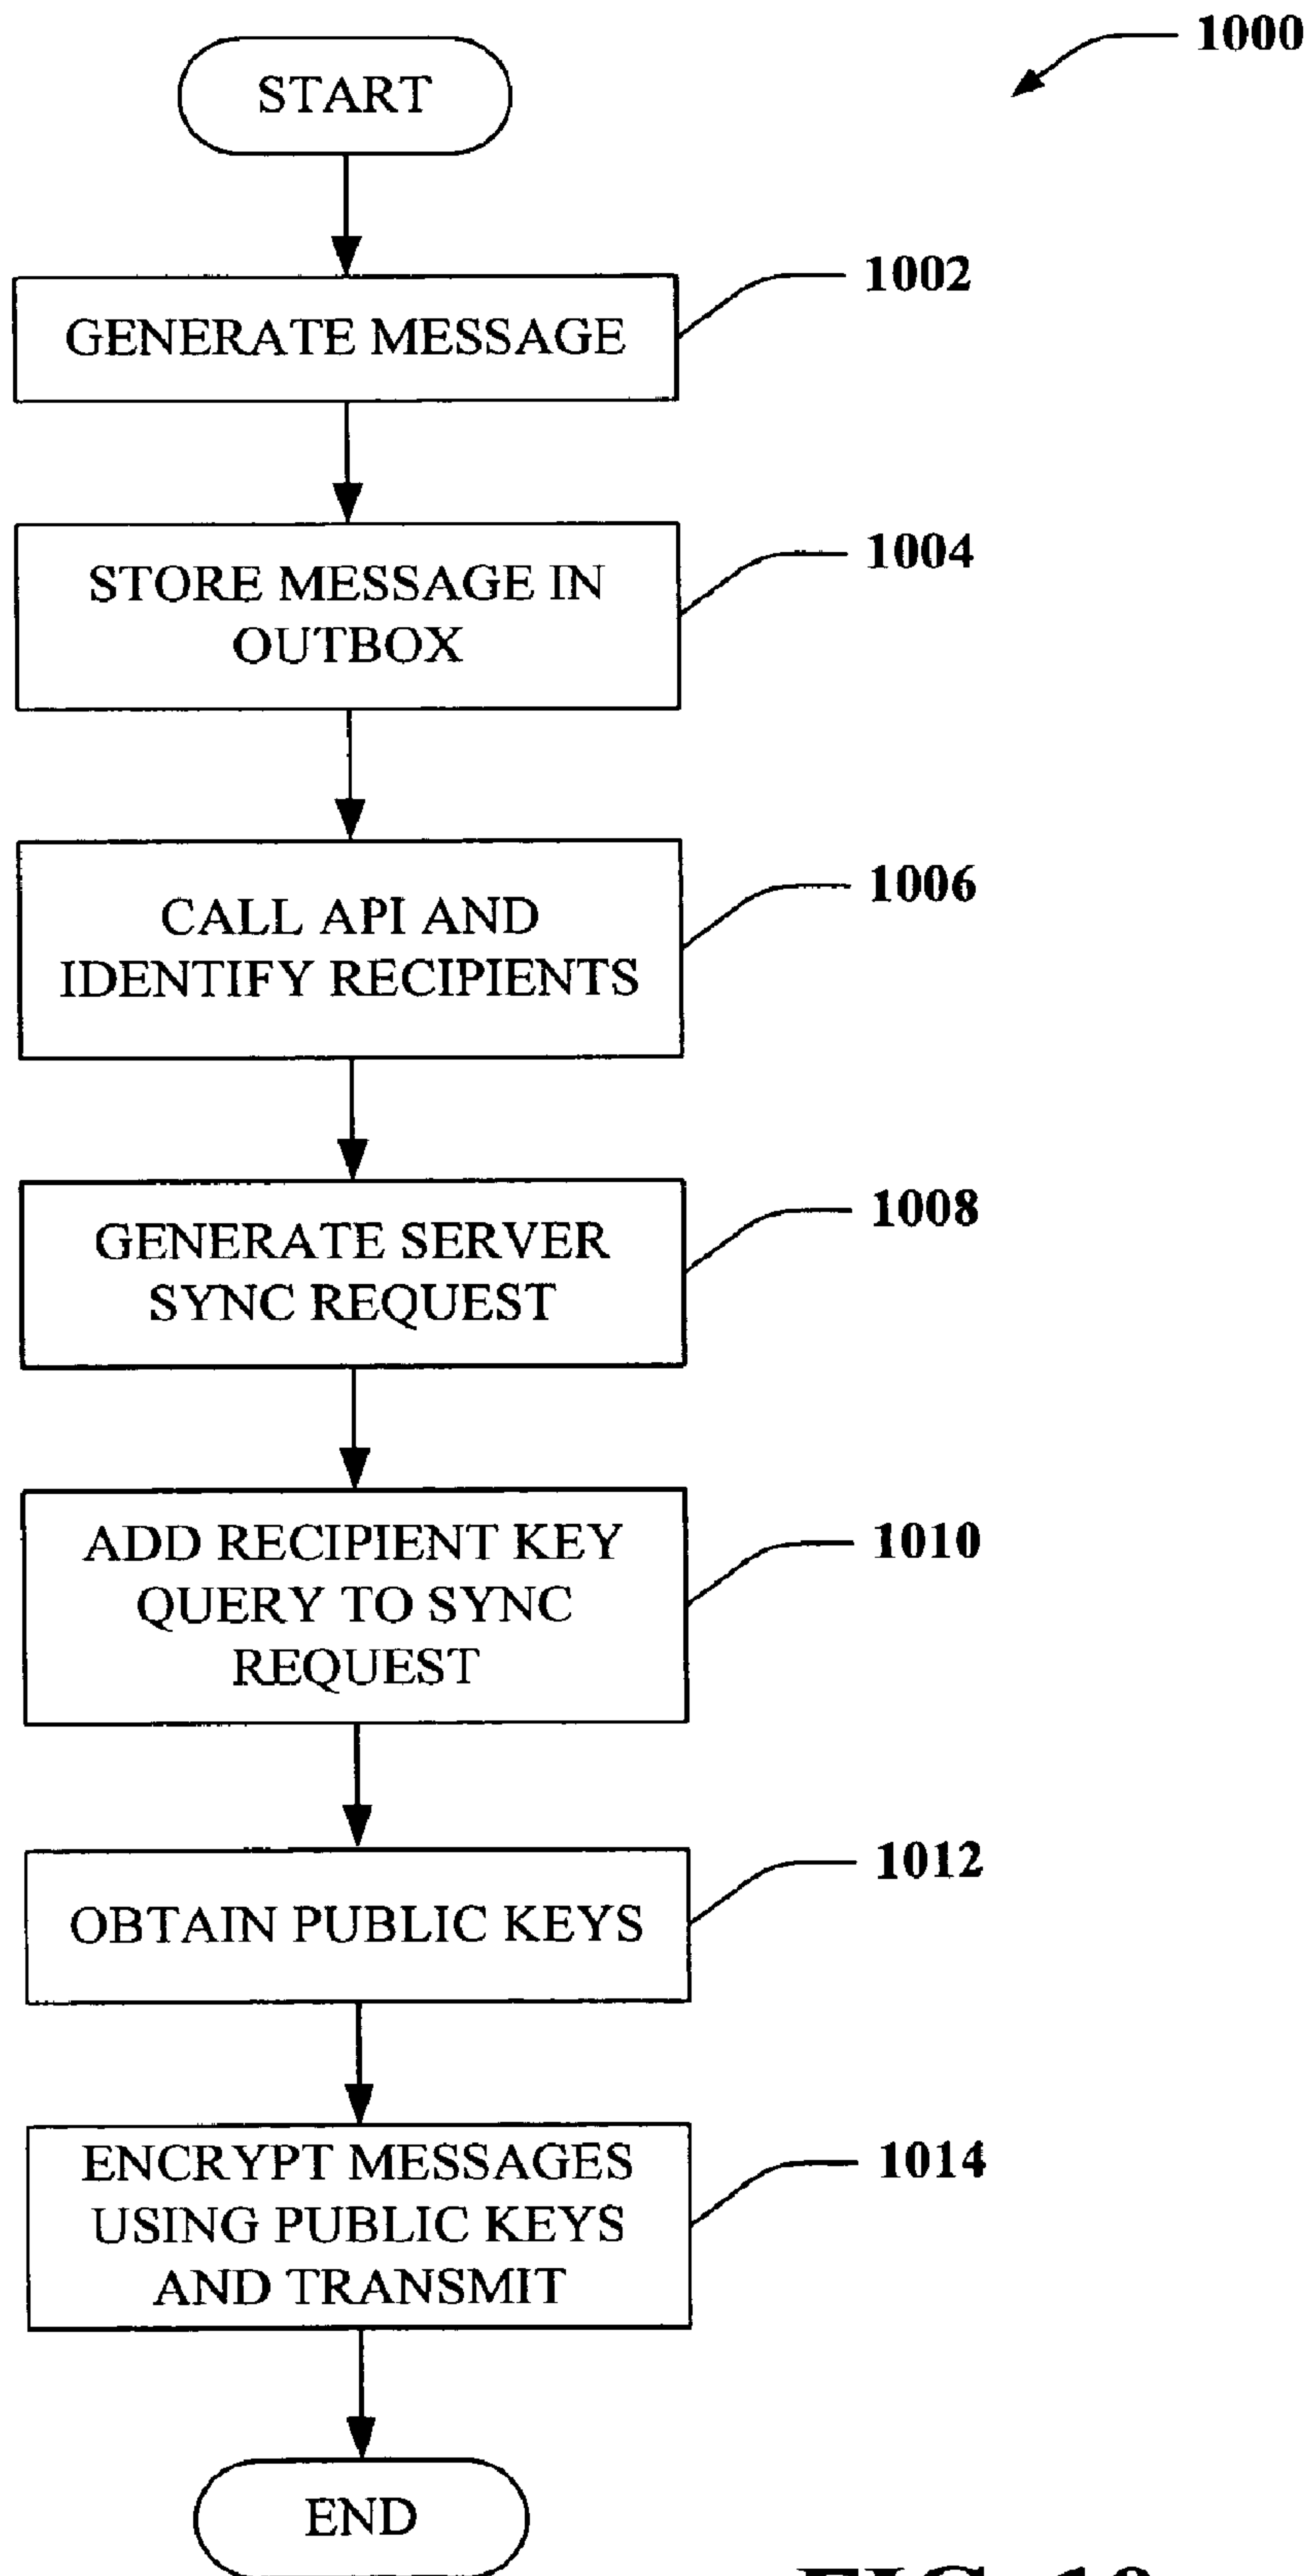 1000
START
1002
GENERATE MESSAGE
1004
STORE MESSAGE IN
OUTBOX
1006
CALL API AND
IDENTIFY RECIPIENTS
1008
GENERATE SERVER
SYNC REQUEST
1010
ADD RECIPIENT KEY
QUERY TO SYNC
REQUEST
1012
OBTAIN PUBLIC KEYS
1014
ENCRYPT MESSAGES
USING PUBLIC KEYS
AND TRANSMIT
END